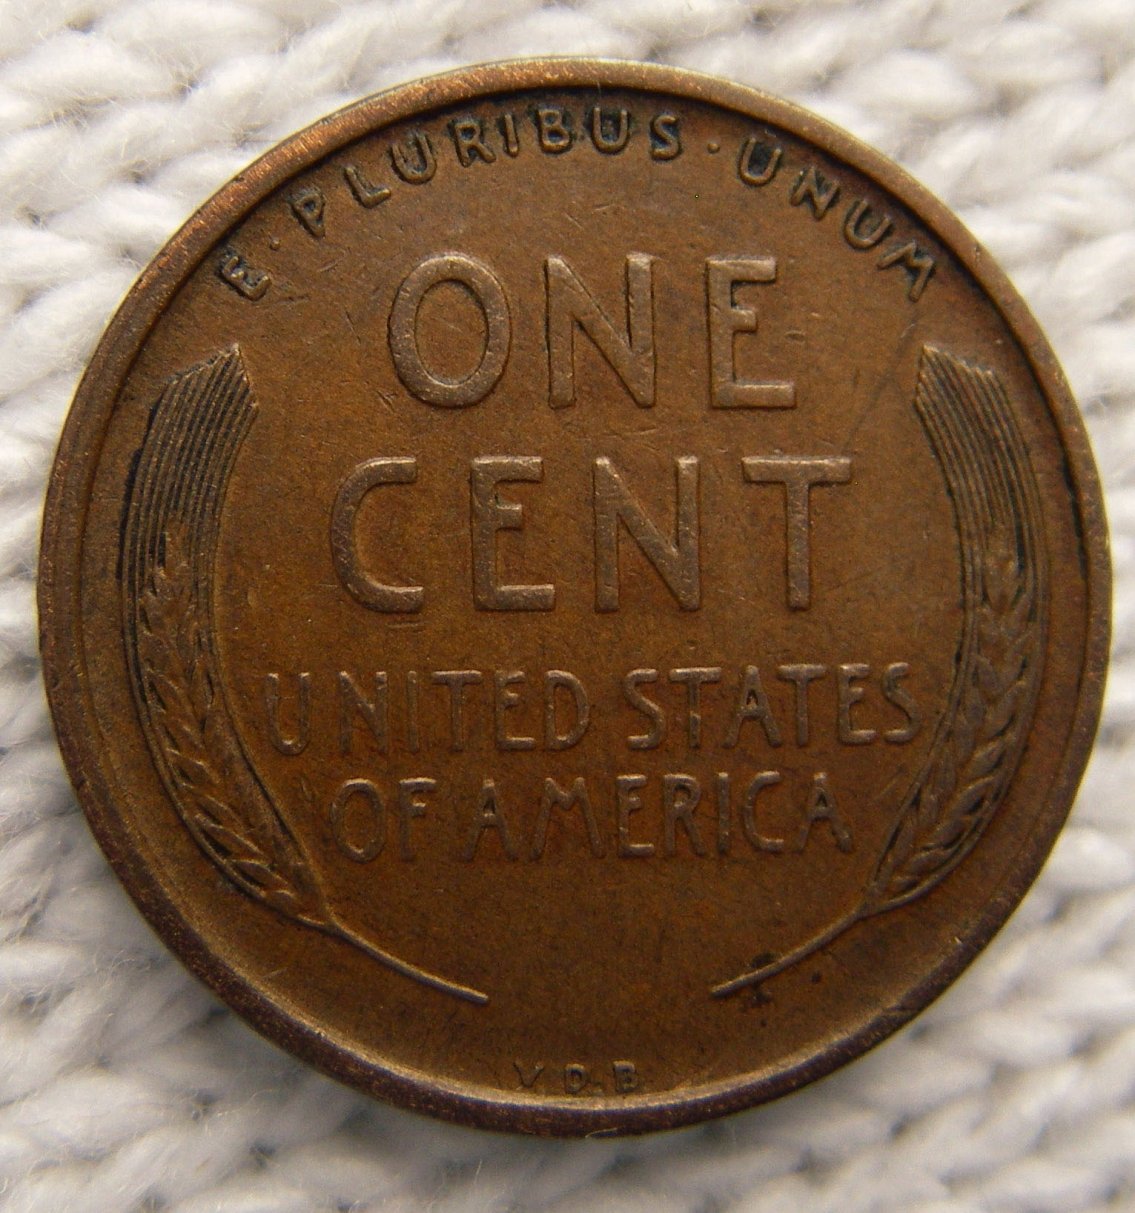 E · PLURIBUS · UNUM
ONE
CENT
UNITED STATES
OF AMERICA
V.D.B.